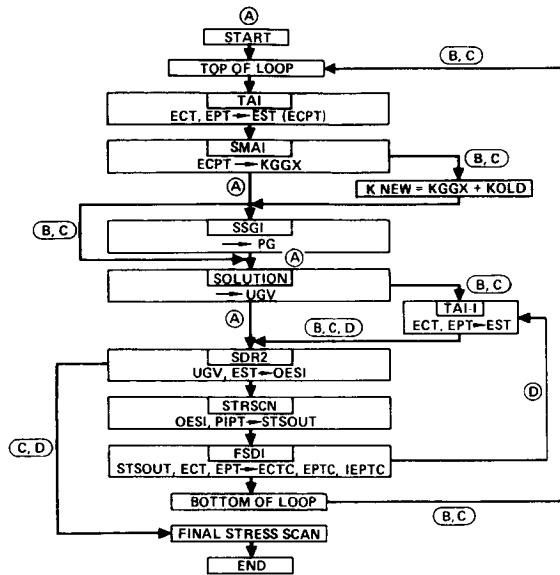 A
START
B, C
TOP OF LOOP
TAI
ECT, EPT → EST (ECPT)
SMAI
ECPT → KGGX
B, C
A
K NEW = KGGX + KOLD
B, C
SSGI
→ PG
A
SOLUTION
→ UGV
B, C
TAI-I
ECT, EPT → EST
A
B, C, D
SDR2
UGV, EST → OESI
STRSCN
OESI, PIPT → STSOUT
D
C, D
FSDI
STSOUT, ECT, EPT → ECTC, EPTC, IEPTC
BOTTOM OF LOOP
B, C
FINAL STRESS SCAN
END